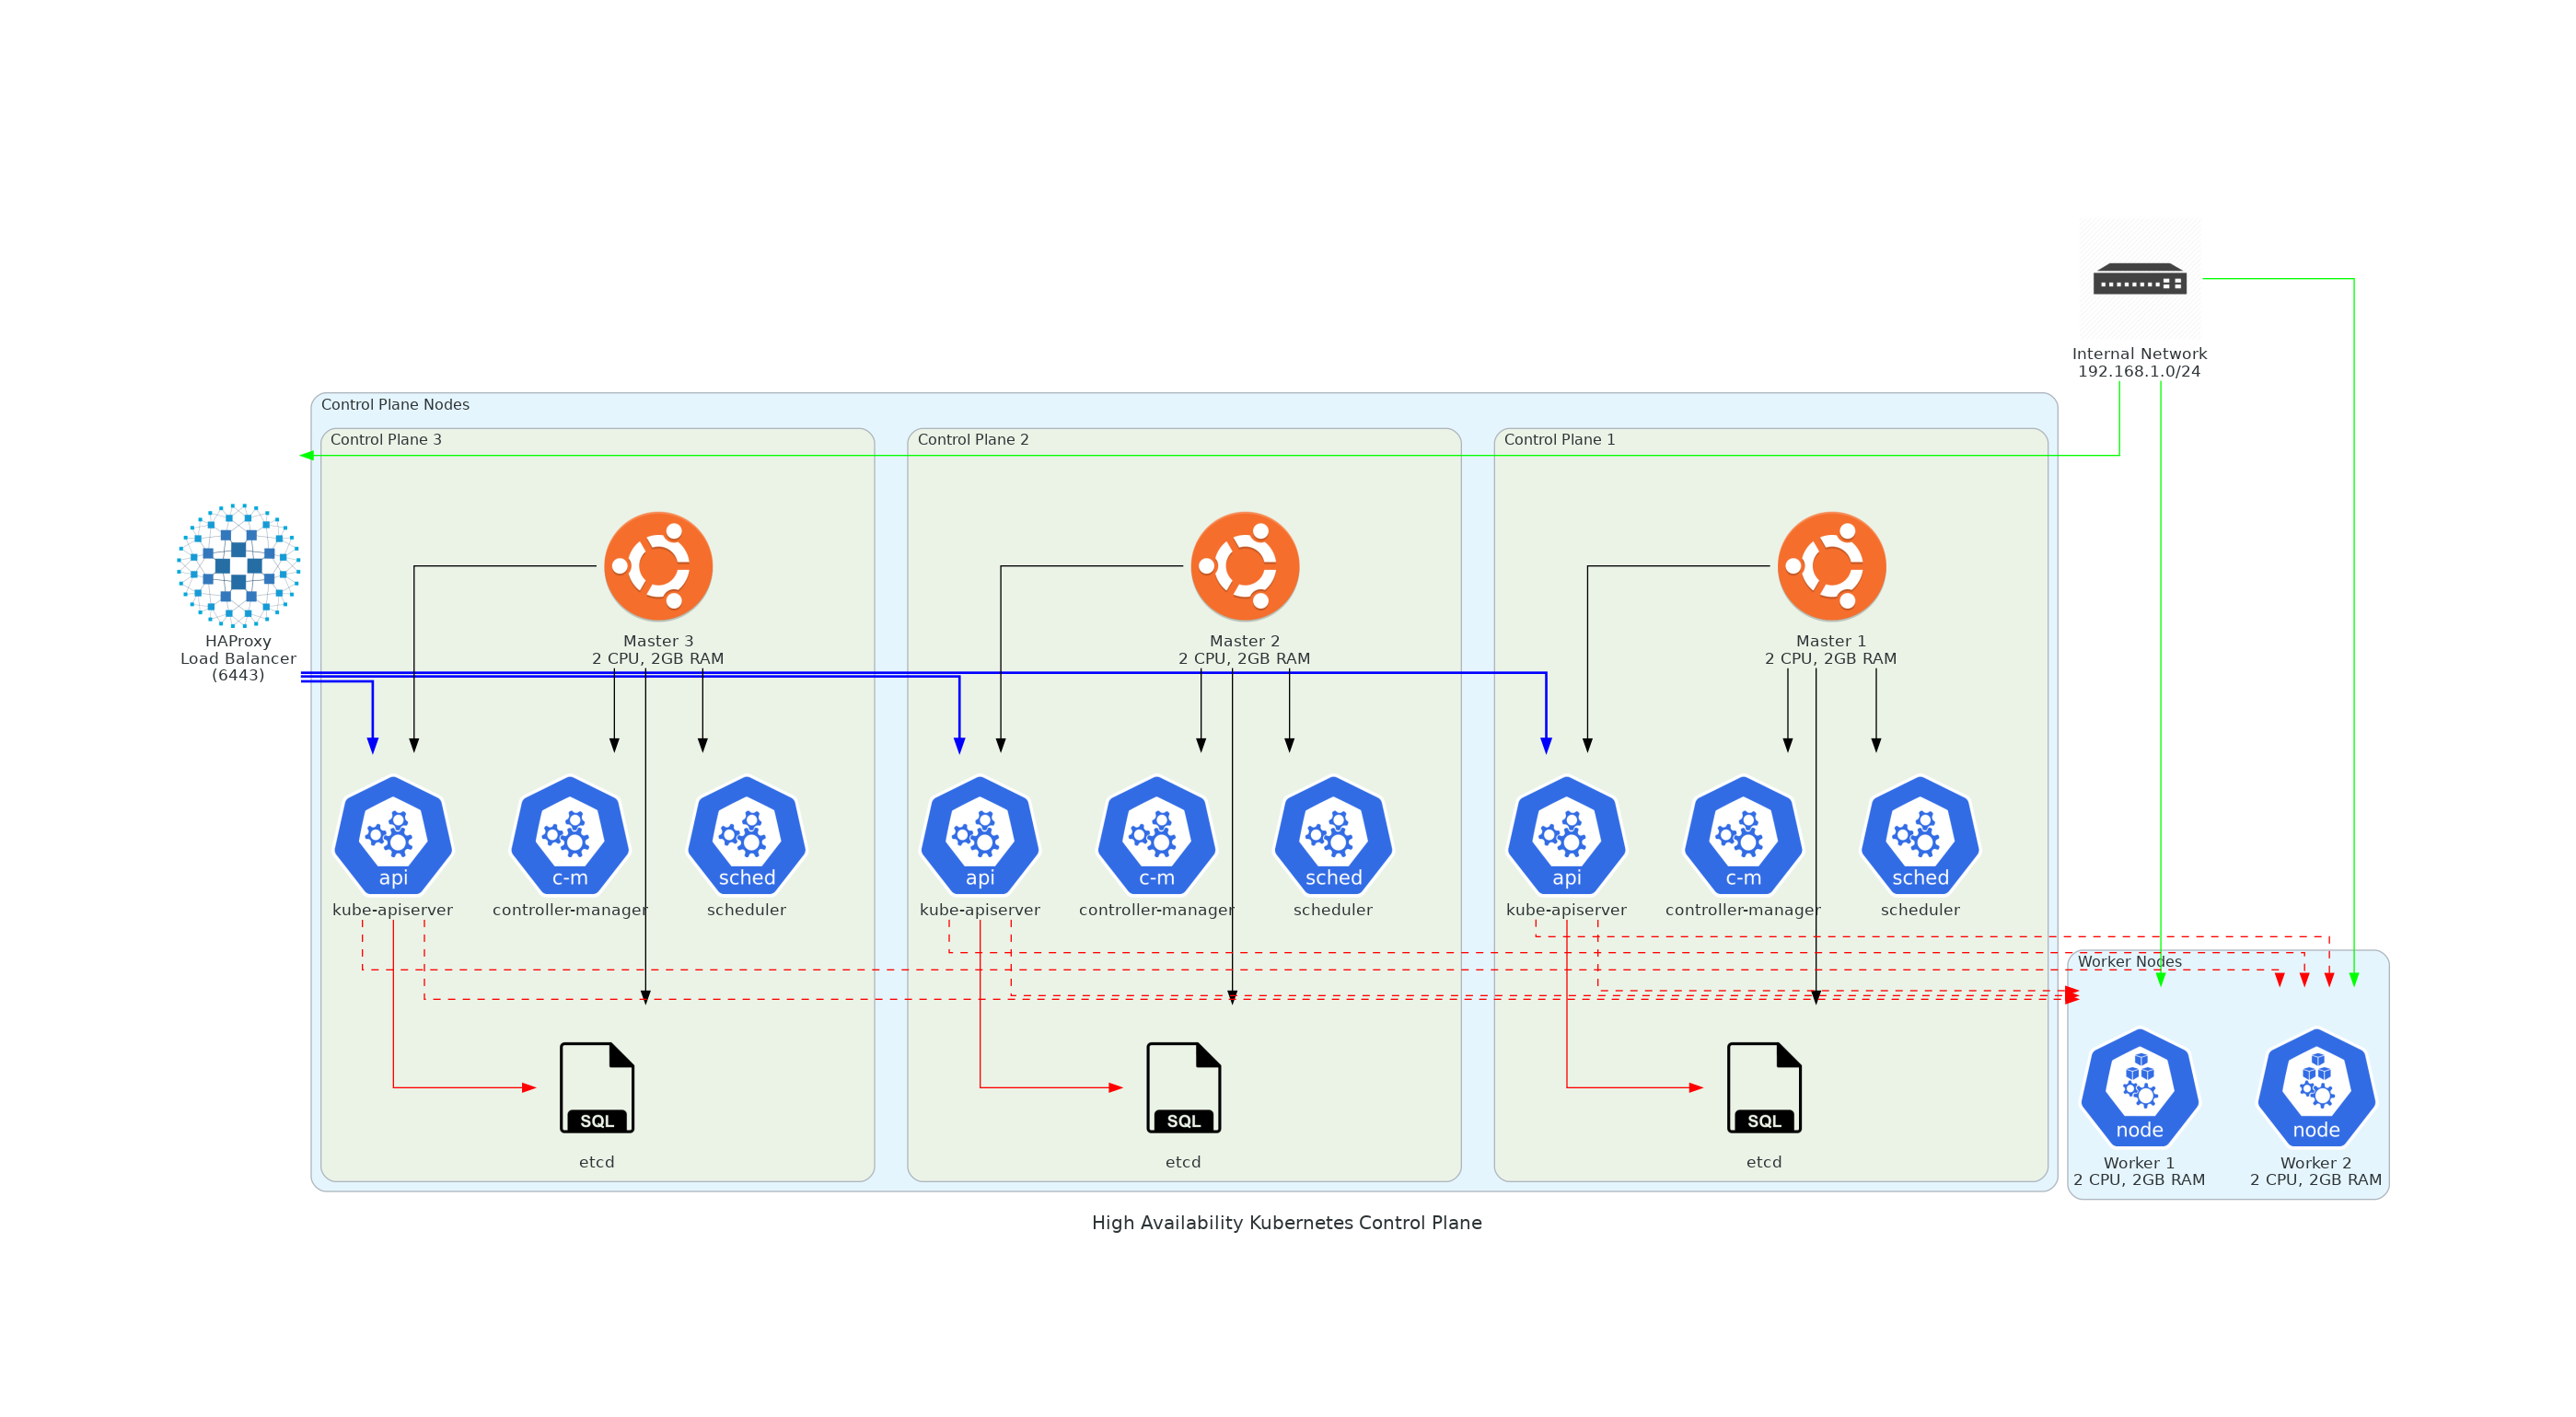 Internal Network
192.168.1.0/24
Control Plane Nodes
Control Plane 3
Control Plane 2
Control Plane 1
HAProxy
Load Balancer
(6443)
Master 3
2 CPU, 2GB RAM
Master 2
2 CPU, 2GB RAM
Master 1
2 CPU, 2GB RAM
api
kube-apiserver
c-m
controller-manager
sched
scheduler
api
kube-apiserver
c-m
controller-manager
sched
scheduler
api
kube-apiserver
c-m
controller-manager
sched
scheduler
SQL
etcd
SQL
etcd
SQL
etcd
Worker Nodes
node
Worker 1
2 CPU, 2GB RAM
node
Worker 2
2 CPU, 2GB RAM
High Availability Kubernetes Control Plane